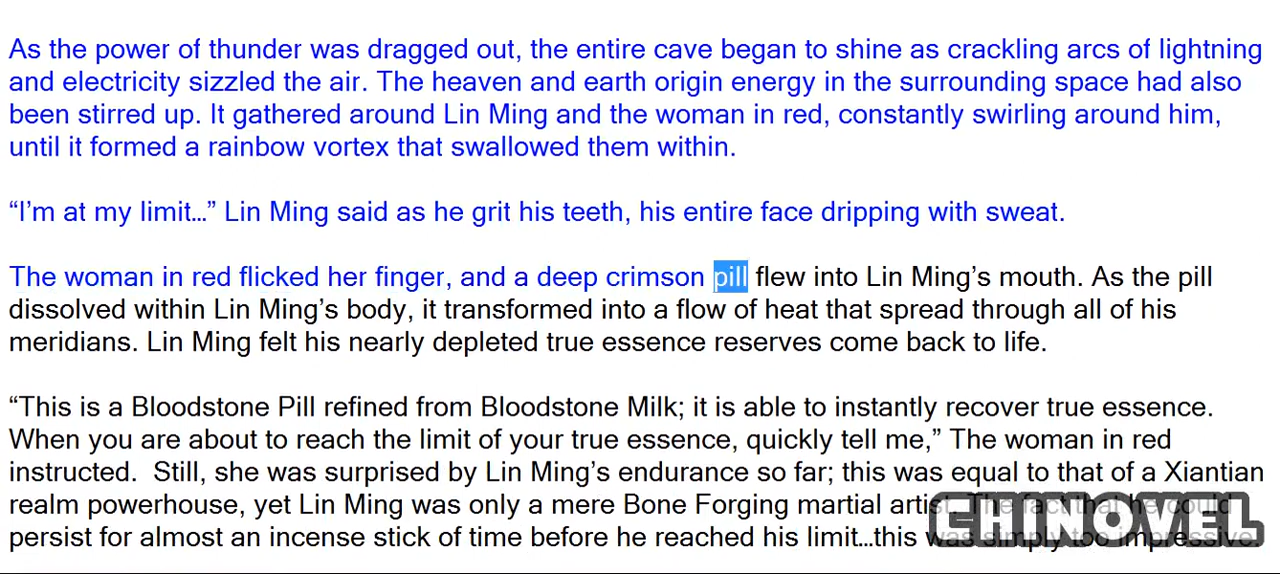 As the power of thunder was dragged out, the entire cave began to shine as crackling arcs of lightning
and electricity sizzled the air. The heaven and earth origin energy in the surrounding space had also
been stirred up. It gathered around Lin Ming and the woman in red, constantly swirling around him,
until it formed a rainbow vortex that swallowed them within.
“I’m at my limit…” Lin Ming said as he grit his teeth, his entire face dripping with sweat.
The woman in red flicked her finger, and a deep crimson pill flew into Lin Ming’s mouth. As the pill
dissolved within Lin Ming’s body, it transformed into a flow of heat that spread through all of his
meridians. Lin Ming felt his nearly depleted true essence reserves come back to life.
“This is a Bloodstone Pill refined from Bloodstone Milk; it is able to instantly recover true essence.
When you are about to reach the limit of your true essence, quickly tell me,” The woman in red
instructed.  Still, she was surprised by Lin Ming’s endurance so far; this was equal to that of a Xiantian
realm powerhouse, yet Lin Ming was only a mere Bone Forging martial artist. The fact that he could
persist for almost an incense stick of time before he reached his limit…this was simply too impressive.
CHINOVEL